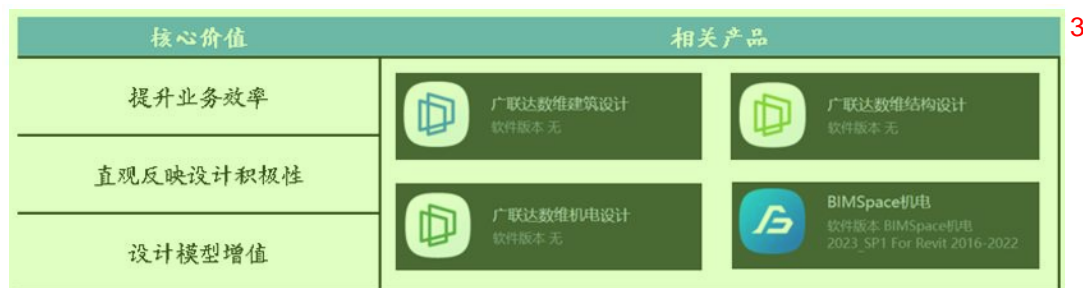 核心价值
相关产品
3
提升业务效率
直观反映设计积极性
设计模型增值
广联达数维建筑设计
软件版本 无
广联达数维结构设计
软件版本 无
广联达数维机电设计
软件版本 无
BIMSpace机电
软件版本 BIMSpace机电
2023_SP1 For Revit 2016-2022